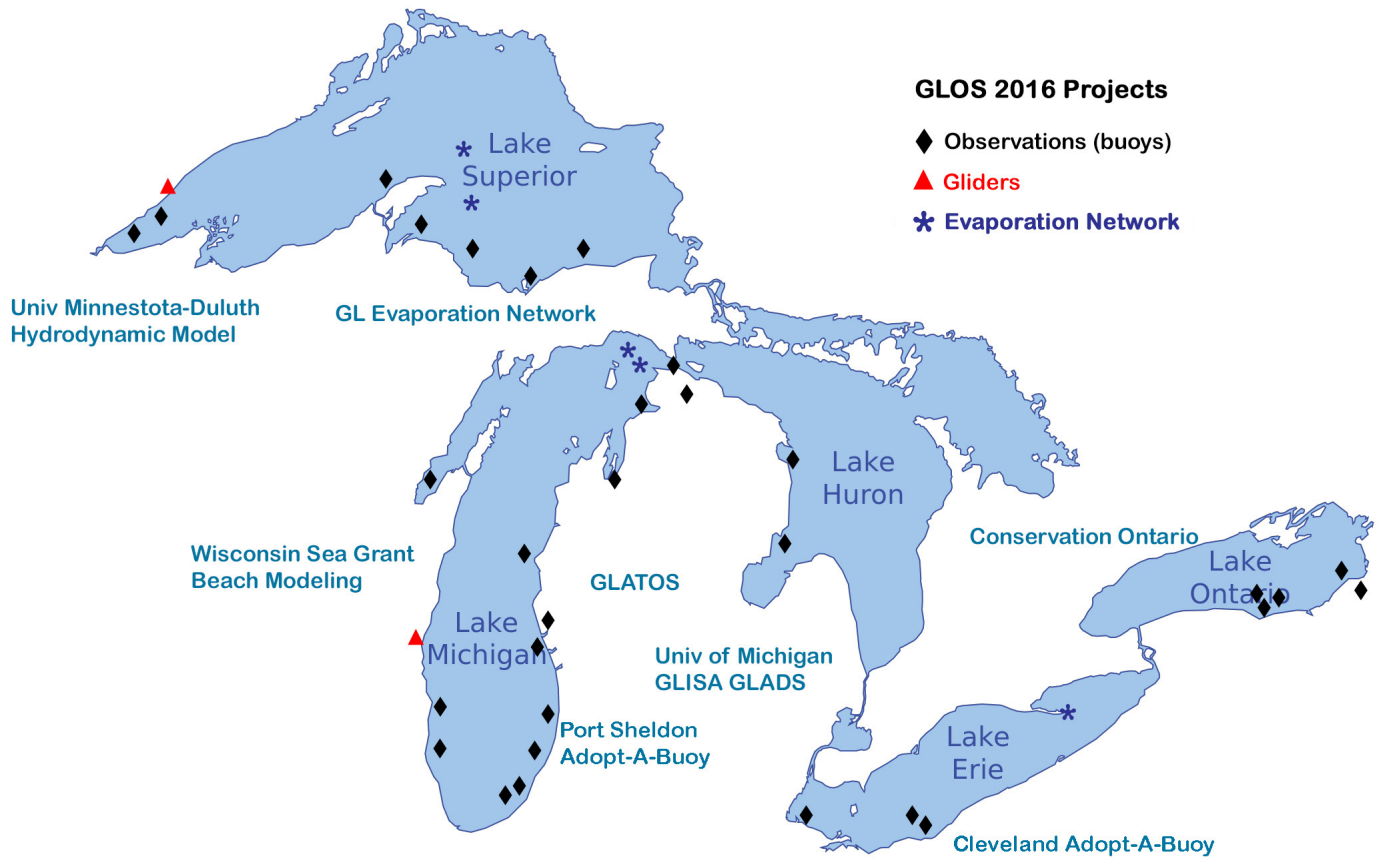 GLOS 2016 Projects
Observations (buoys)
Gliders
Evaporation Network
Lake
Superior
Univ Minnestota-Duluth
Hydrodynamic Model
GL Evaporation Network
Lake
Huron
Wisconsin Sea Grant
Beach Modeling
GLATOS
Conservation Ontario
Lake
Ontario
Lake
Michigan
Univ of Michigan
GLISA GLADS
Port Sheldon
Adopt-A-Buoy
Lake
Erie
Cleveland Adopt-A-Buoy